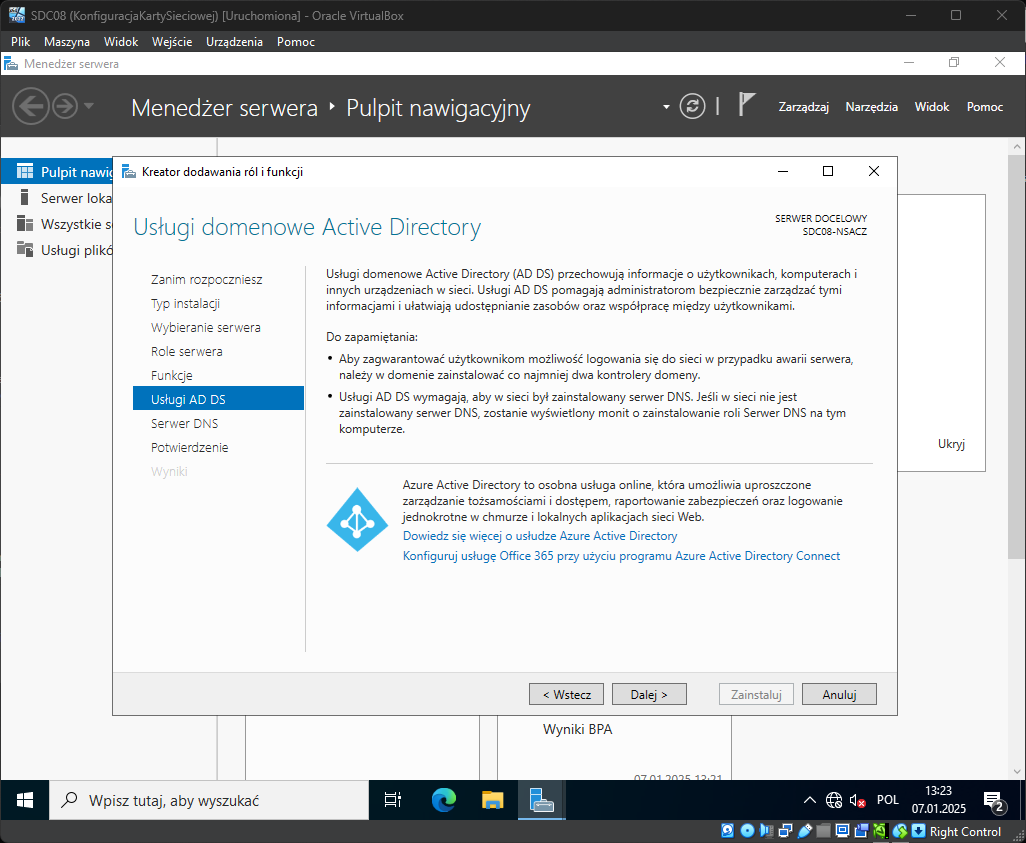 SDC08 (KonfiguracjaKartySieciowej) [Uruchomiona] - Oracle VirtualBox
Plik Maszyna Widok Wejście Urządzenia Pomoc
Menedżer serwera
Menedżer serwera Pulpit nawigacyjny
Zarządzaj Narzędzia Widok Pomoc
Pulpit nawig
Serwer loka
Wszystkie s
Usługi plikó
Kreator dodawania ról i funkcji
Usługi domenowe Active Directory
SERWER DOCELOWY
SDC08-NSACZ
Zanim rozpoczniesz
Typ instalacji
Wybieranie serwera
Role serwera
Funkcje
Usługi AD DS
Serwer DNS
Potwierdzenie
Wyniki
Usługi domenowe Active Directory (AD DS) przechowują informacje o użytkownikach, komputerach i
innych urządzeniach w sieci. Usługi AD DS pomagają administratorom bezpiecznie zarządzać tymi
informacjami i ułatwiają udostępnianie zasobów oraz współpracę między użytkownikami.
Do zapamiętania:
• Aby zagwarantować użytkownikom możliwość logowania się do sieci w przypadku awarii serwera,
należy w domenie zainstalować co najmniej dwa kontrolery domeny.
• Usługi AD DS wymagają, aby w sieci był zainstalowany serwer DNS. Jeśli w sieci nie jest
zainstalowany serwer DNS, zostanie wyświetlony monit o zainstalowanie roli Serwer DNS na tym
komputerze.
Azure Active Directory to osobna usługa online, która umożliwia uproszczone
zarządzanie tożsamościami i dostępem, raportowanie zabezpieczeń oraz logowanie
jednokrotne w chmurze i lokalnych aplikacjach sieci Web.
Dowiedz się więcej o usłudze Azure Active Directory
Konfiguruj usługę Office 365 przy użyciu programu Azure Active Directory Connect
Ukryj
< Wstecz Dalej > Zainstaluj Anuluj
Wyniki BPA
07.01.2025 13:21
Wpisz tutaj, aby wyszukać
POL
13:23
07.01.2025
2
Right Control